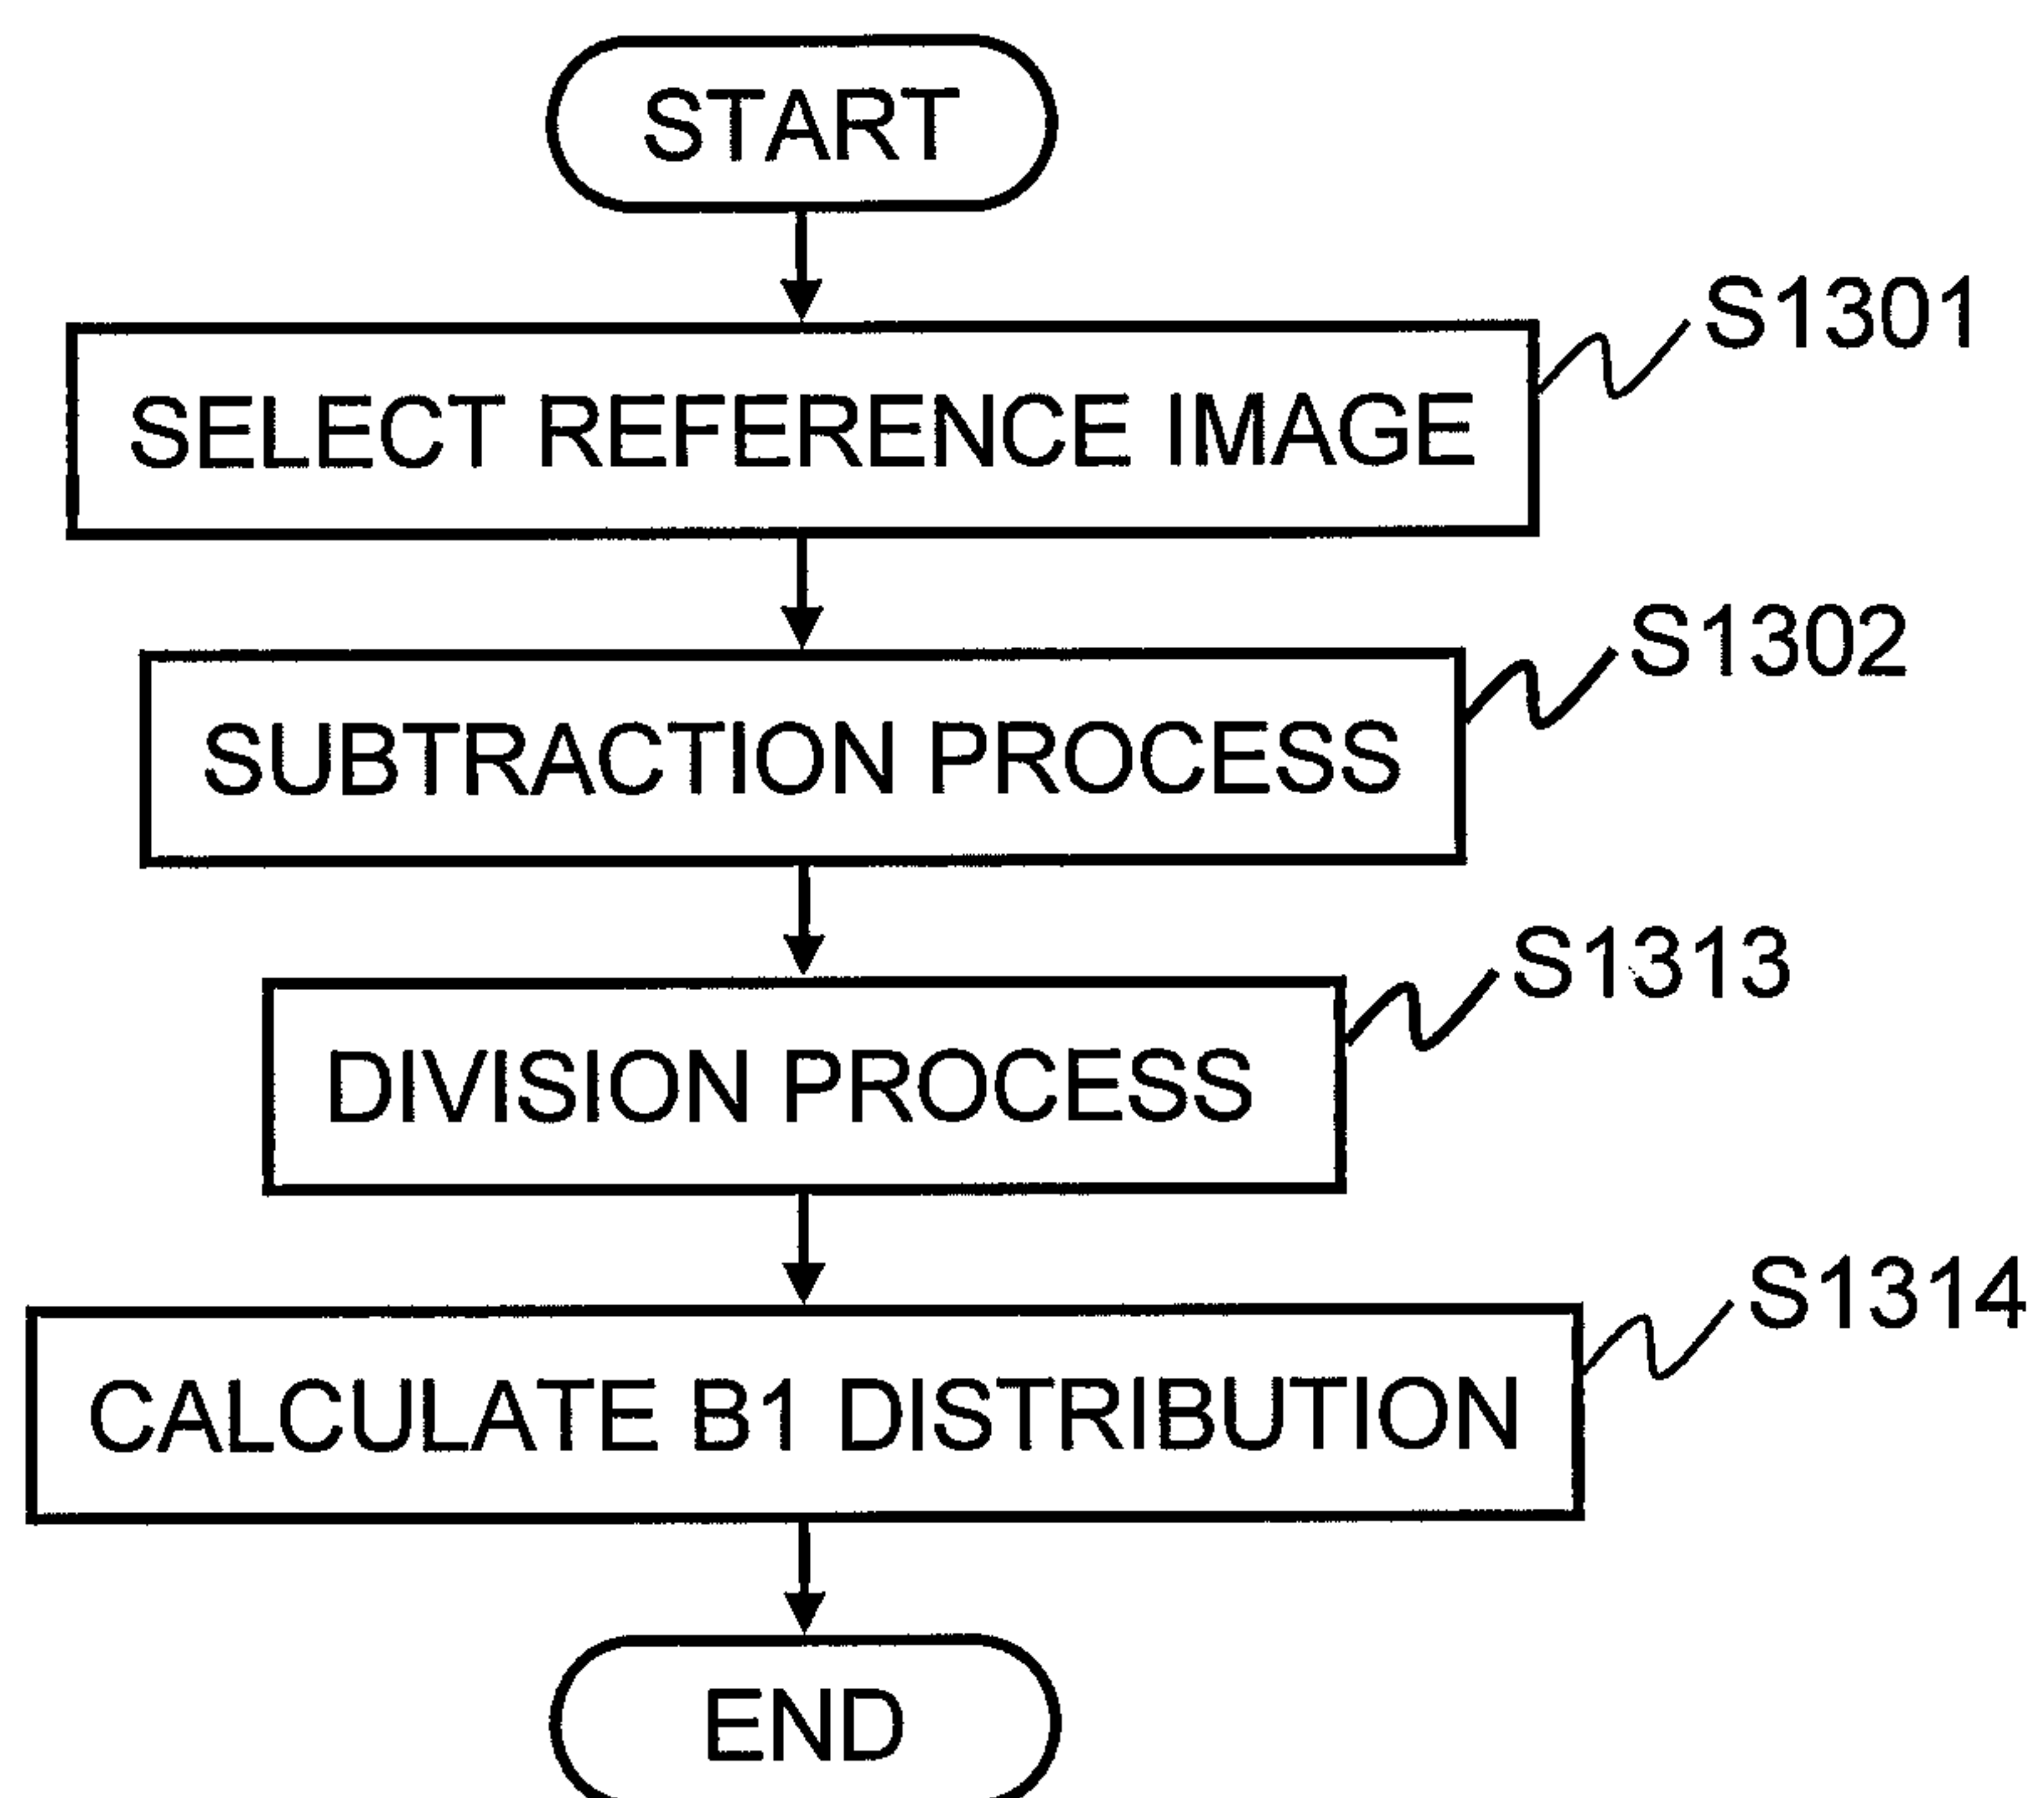 START
S1301
SELECT REFERENCE IMAGE
S1302
SUBTRACTION PROCESS
S1313
DIVISION PROCESS
S1314
CALCULATE B1 DISTRIBUTION
END